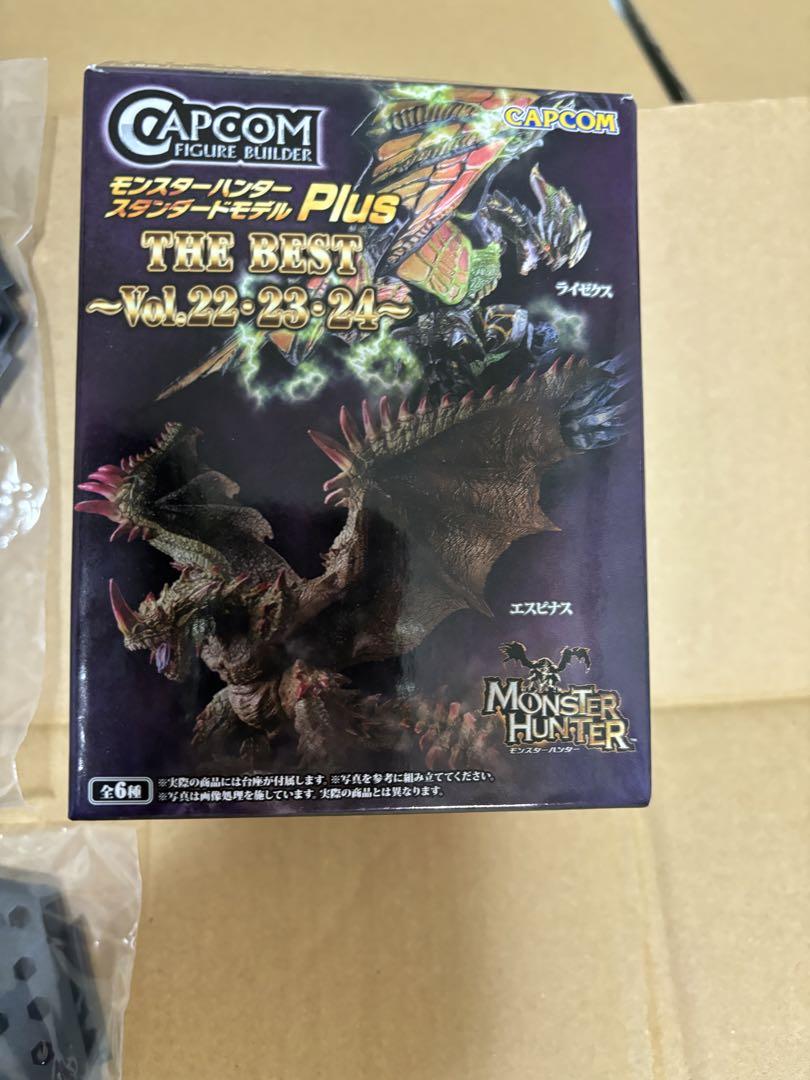 CAPCOM
FIGURE BUILDER
CAPCOM
モンスターハンター
スタンダードモデル Plus
THE BEST
～Vol.22・23・24～
ライゼクス
エスピナス
MONSTER
HUNTER
モンスターハンター
全6種
※実際の商品には台座が付属します。※写真を参考に組み立ててください。
※写真は画像処理を施しています。実際の商品とは異なります。